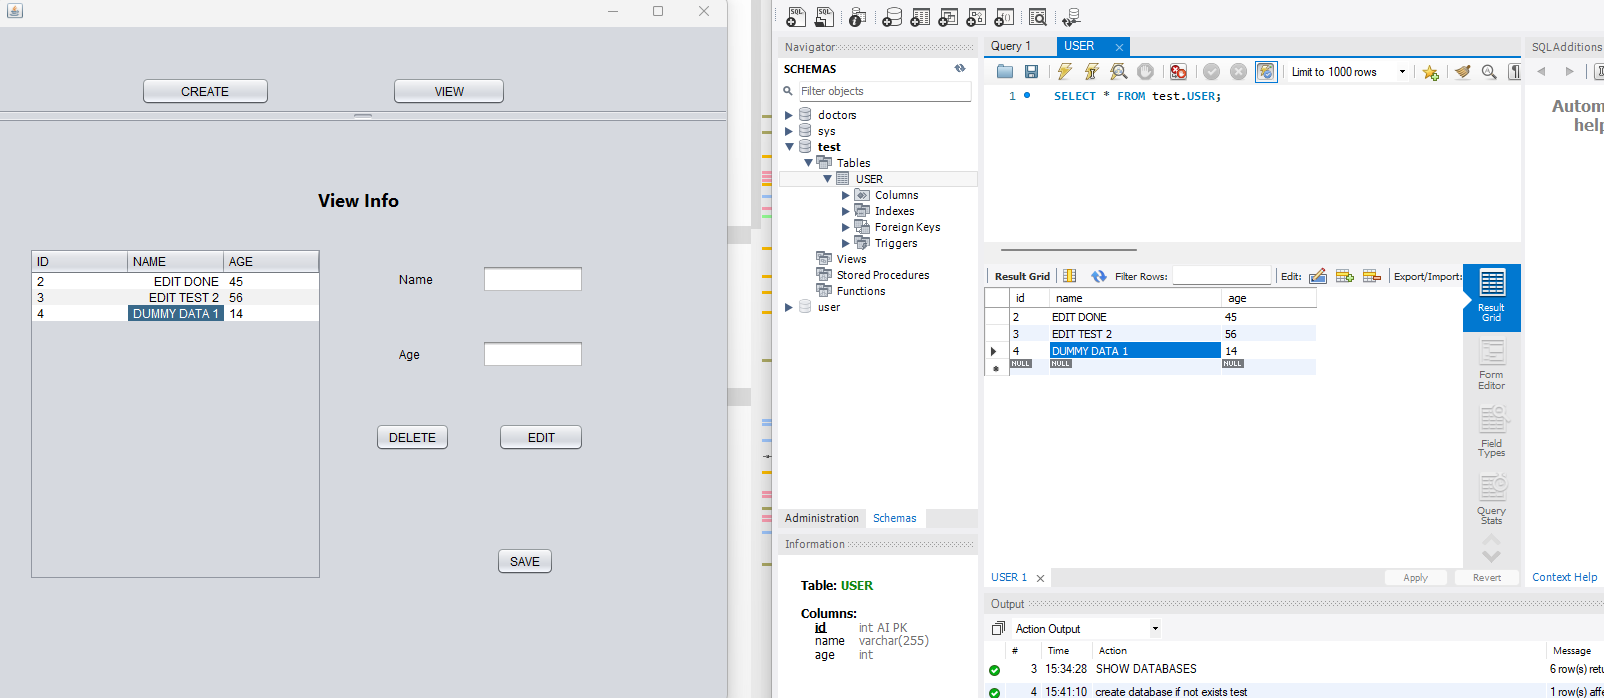 CREATE
VIEW
View Info
ID NAME AGE
2 EDIT DONE 45
3 EDIT TEST 2 56
4 DUMMY DATA 1 14
Name
Age
DELETE
EDIT
SAVE
Navigator
SCHEMAS
Filter objects
doctors
sys
test
Tables
USER
Columns
Indexes
Foreign Keys
Triggers
Views
Stored Procedures
Functions
user
Administration Schemas
Information
Table: USER
Columns:
id int AI PK
name varchar(255)
age int
Query 1 USER
Limit to 1000 rows
1 SELECT * FROM test.USER;
Result Grid Filter Rows: Edit: Export/Import:
id name age
2 EDIT DONE 45
3 EDIT TEST 2 56
4 DUMMY DATA 1 14
NULL NULL NULL
Result
Grid
Form
Editor
Field
Types
Query
Stats
USER 1
Apply Revert
Output
Action Output
# Time Action Message
3 15:34:28 SHOW DATABASES 6 row(s) retu
4 15:41:10 create database if not exists test 1 row(s) affe
SQLAdditions
Autom
help
Context Help